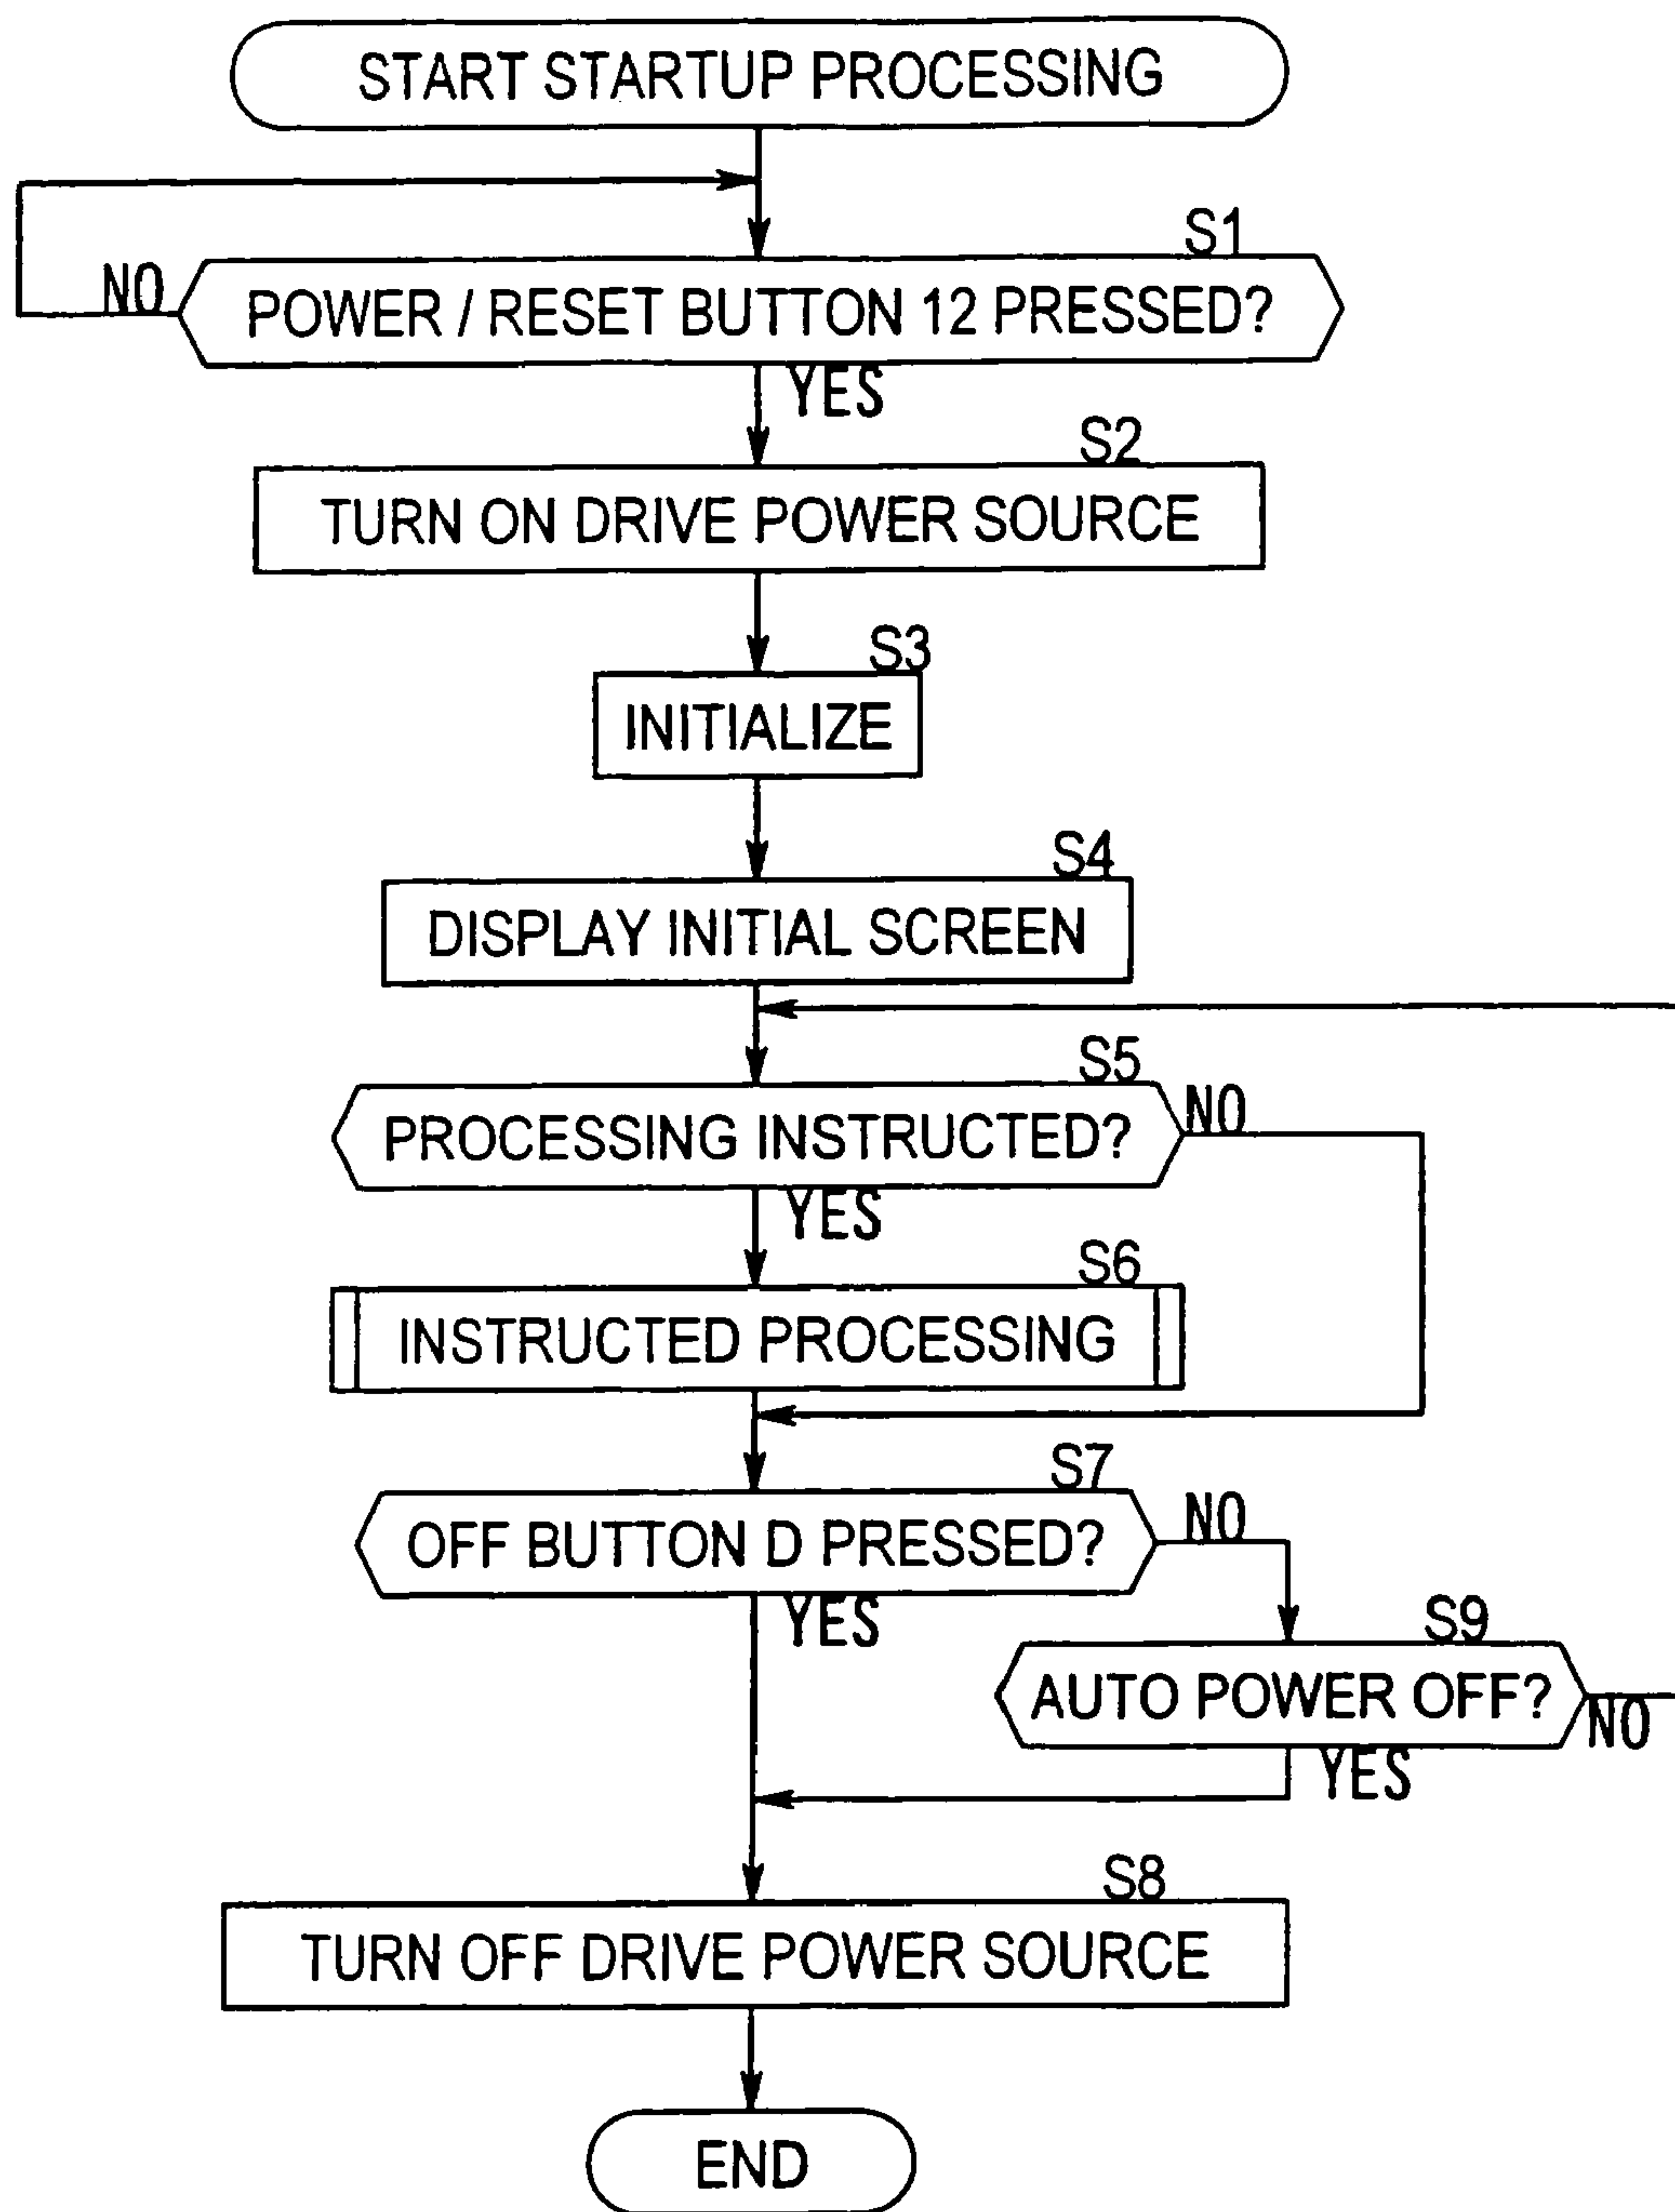 START STARTUP PROCESSING
S1
NO
POWER / RESET BUTTON 12 PRESSED?
YES
S2
TURN ON DRIVE POWER SOURCE
S3
INITIALIZE
S4
DISPLAY INITIAL SCREEN
S5
PROCESSING INSTRUCTED?
NO
YES
S6
INSTRUCTED PROCESSING
S7
OFF BUTTON D PRESSED?
NO
YES
S9
AUTO POWER OFF?
NO
YES
S8
TURN OFF DRIVE POWER SOURCE
END